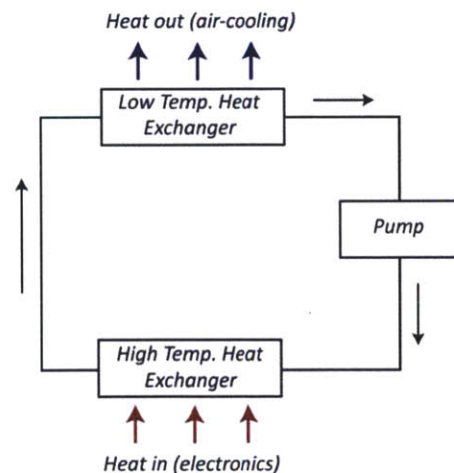 Heat out (air-cooling)
Low Temp. Heat
Exchanger
Pump
High Temp. Heat
Exchanger
Heat in (electronics)